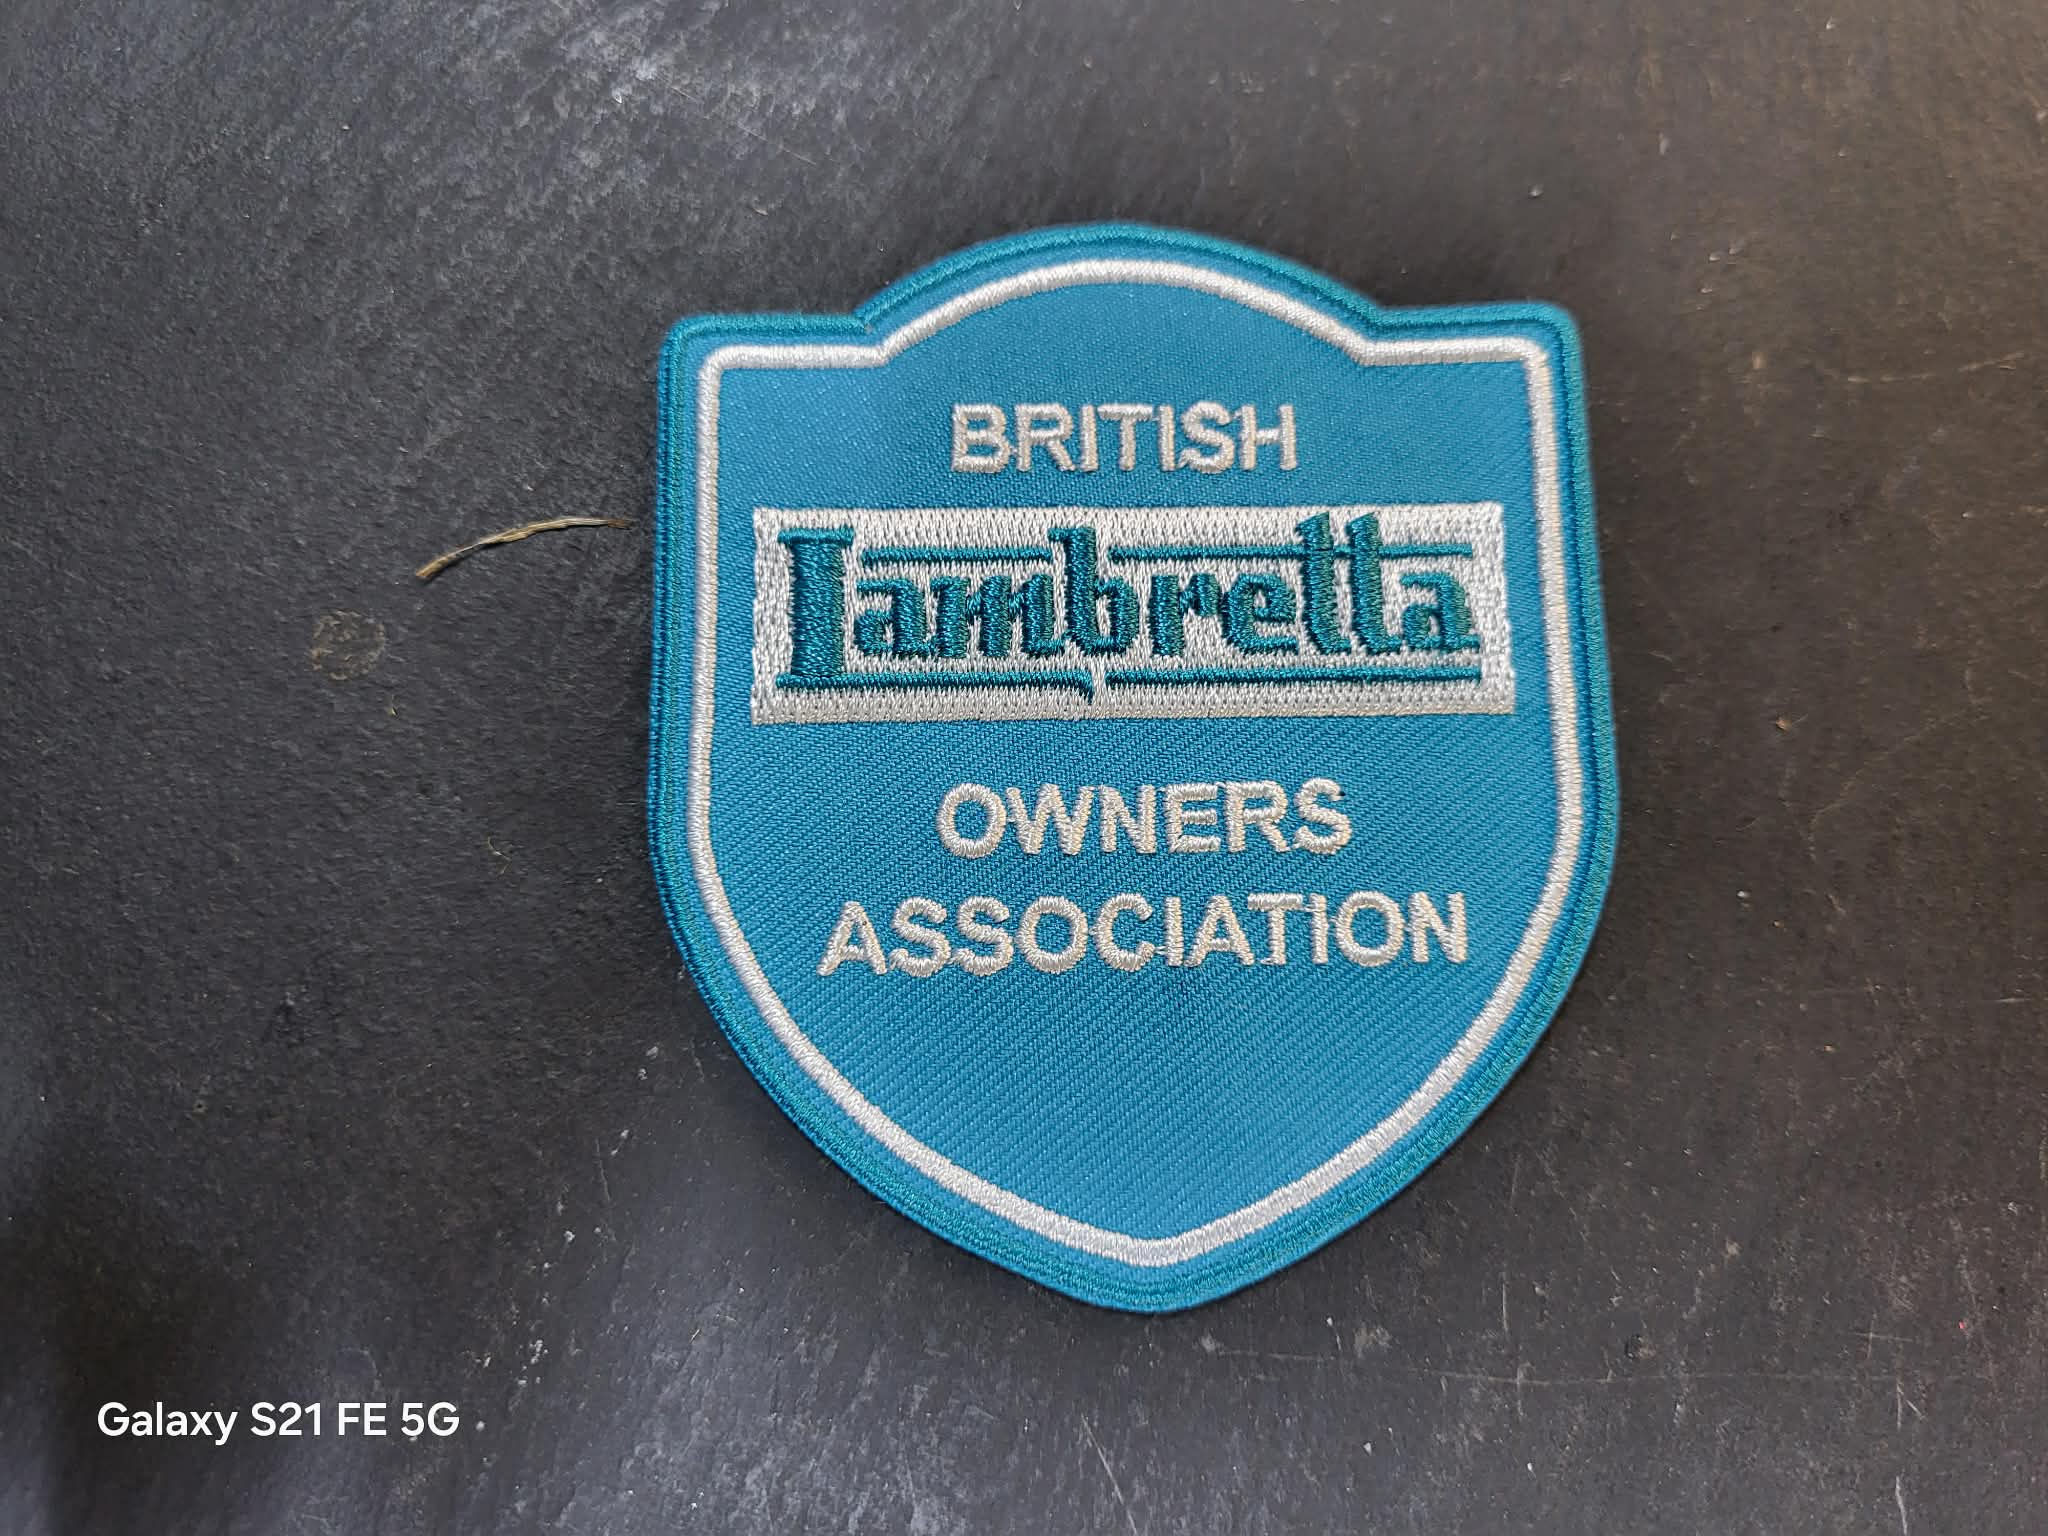 BRITISH
Lambretta
OWNERS
ASSOCIATION
Galaxy S21 FE 5G